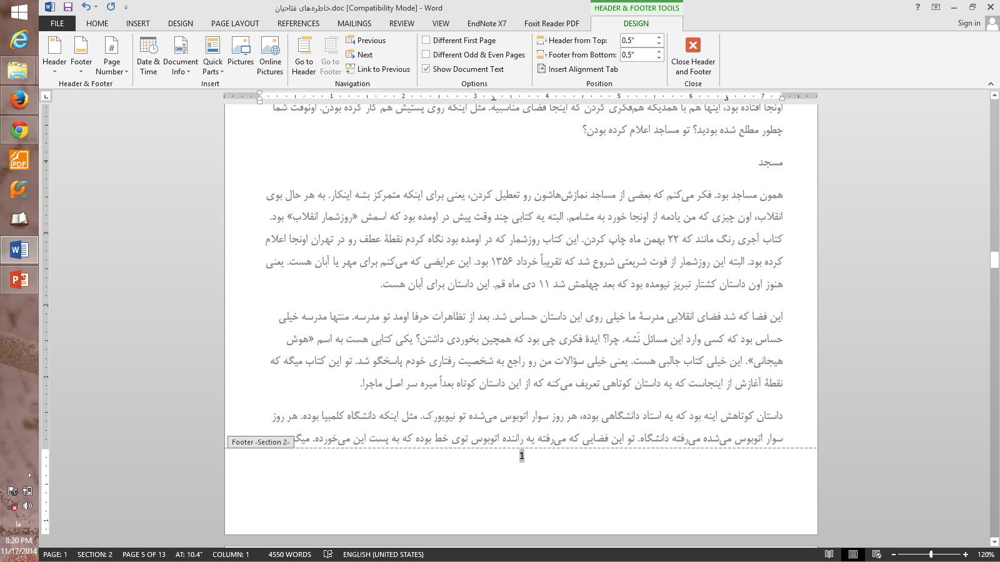 خاطره‌های فتاحیان.doc [Compatibility Mode] - Word
HEADER & FOOTER TOOLS
?
FILE HOME INSERT DESIGN PAGE LAYOUT REFERENCES MAILINGS REVIEW VIEW EndNote X7 Foxit Reader PDF DESIGN Sign in
Header
Footer
Page Number
Header & Footer
Date & Time
Document Info
Quick Parts
Pictures
Online Pictures
Insert
Go to Header
Go to Footer
Previous
Next
Link to Previous
Navigation
Different First Page
Different Odd & Even Pages
Show Document Text
Options
Header from Top: 0.5"
Footer from Bottom: 0.5"
Insert Alignment Tab
Position
Close Header and Footer
Close
1 2 3 4 5 6 7
اونجا افتاده بود، اینها هم با همدیگه هم‌فکری کردن که اینجا فضای مناسبیه. مثل اینکه روی پستیش هم کار کرده بودن. اونوقت شما
چطور مطلع شده بودید؟ تو مساجد اعلام کرده بودن؟
مسجد
همون مساجد بود. فکر می‌کنم که بعضی از مساجد نمازش‌هاشون رو تعطیل کردن، یعنی برای اینکه متمرکز بشه اینکار. به هر حال بوی
انقلاب، اون چیزی که من یادمه از اونجا خورد به مشامم. البته یه کتابی چند وقت پیش در اومده بود که اسمش «روزشمار انقلاب» بود.
کتاب آجری رنگ مانند که ۲۲ بهمن ماه چاپ کردن. این کتاب روزشمار که در اومده بود نگاه کردم نقطهٔ عطف رو در تهران اونجا اعلام
کرده بود. البته این روزشمار از فوت شریعتی شروع شد که تقریباً خرداد ۱۳۵۶ بود. این عرایضی که می‌کنم برای مهر یا آبان هست. یعنی
هنوز اون داستان کشتار تبریز نیومده بود که بعد چهلمش شد ۱۱ دی ماه قم. این داستان برای آبان هست.
این فضا که شد فضای انقلابی مدرسهٔ ما خیلی روی این داستان حساس شد. بعد از تظاهرات حرفا اومد تو مدرسه. منتها مدرسه خیلی
حساس بود که کسی وارد این مسائل نَشه. چرا؟ ایدهٔ فکری چی بود که همچین بخوردی داشتن؟ یکی کتابی هست به اسم «هوش
هیجانی». این خیلی کتاب جالبی هست. یعنی خیلی سؤالات من رو راجع به شخصیت رفتاری خودم پاسخگو شد. تو این کتاب میگه که
نقطهٔ آغازش از اینجاست که یه داستان کوتاهی تعریف می‌کنه که از این داستان کوتاه بعداً میره سر اصل ماجرا.
داستان کوتاهش اینه بود که یه استاد دانشگاهی بوده، هر روز سوار اتوبوس می‌شده تو نیویورک. مثل اینکه دانشگاه کلمبیا بوده. هر روز
سوار اتوبوس می‌شده می‌رفته دانشگاه. تو این فضایی که می‌رفته یه راننده اتوبوس توی خط بوده که به پست این می‌خورده. میگ
Footer -Section 2-
1
4
3
2
1
1
PDF
فا
8:20 PM
11/17/2014
PAGE: 1 SECTION: 2 PAGE 5 OF 13 AT: 10.4" COLUMN: 1 4550 WORDS ENGLISH (UNITED STATES) 120%